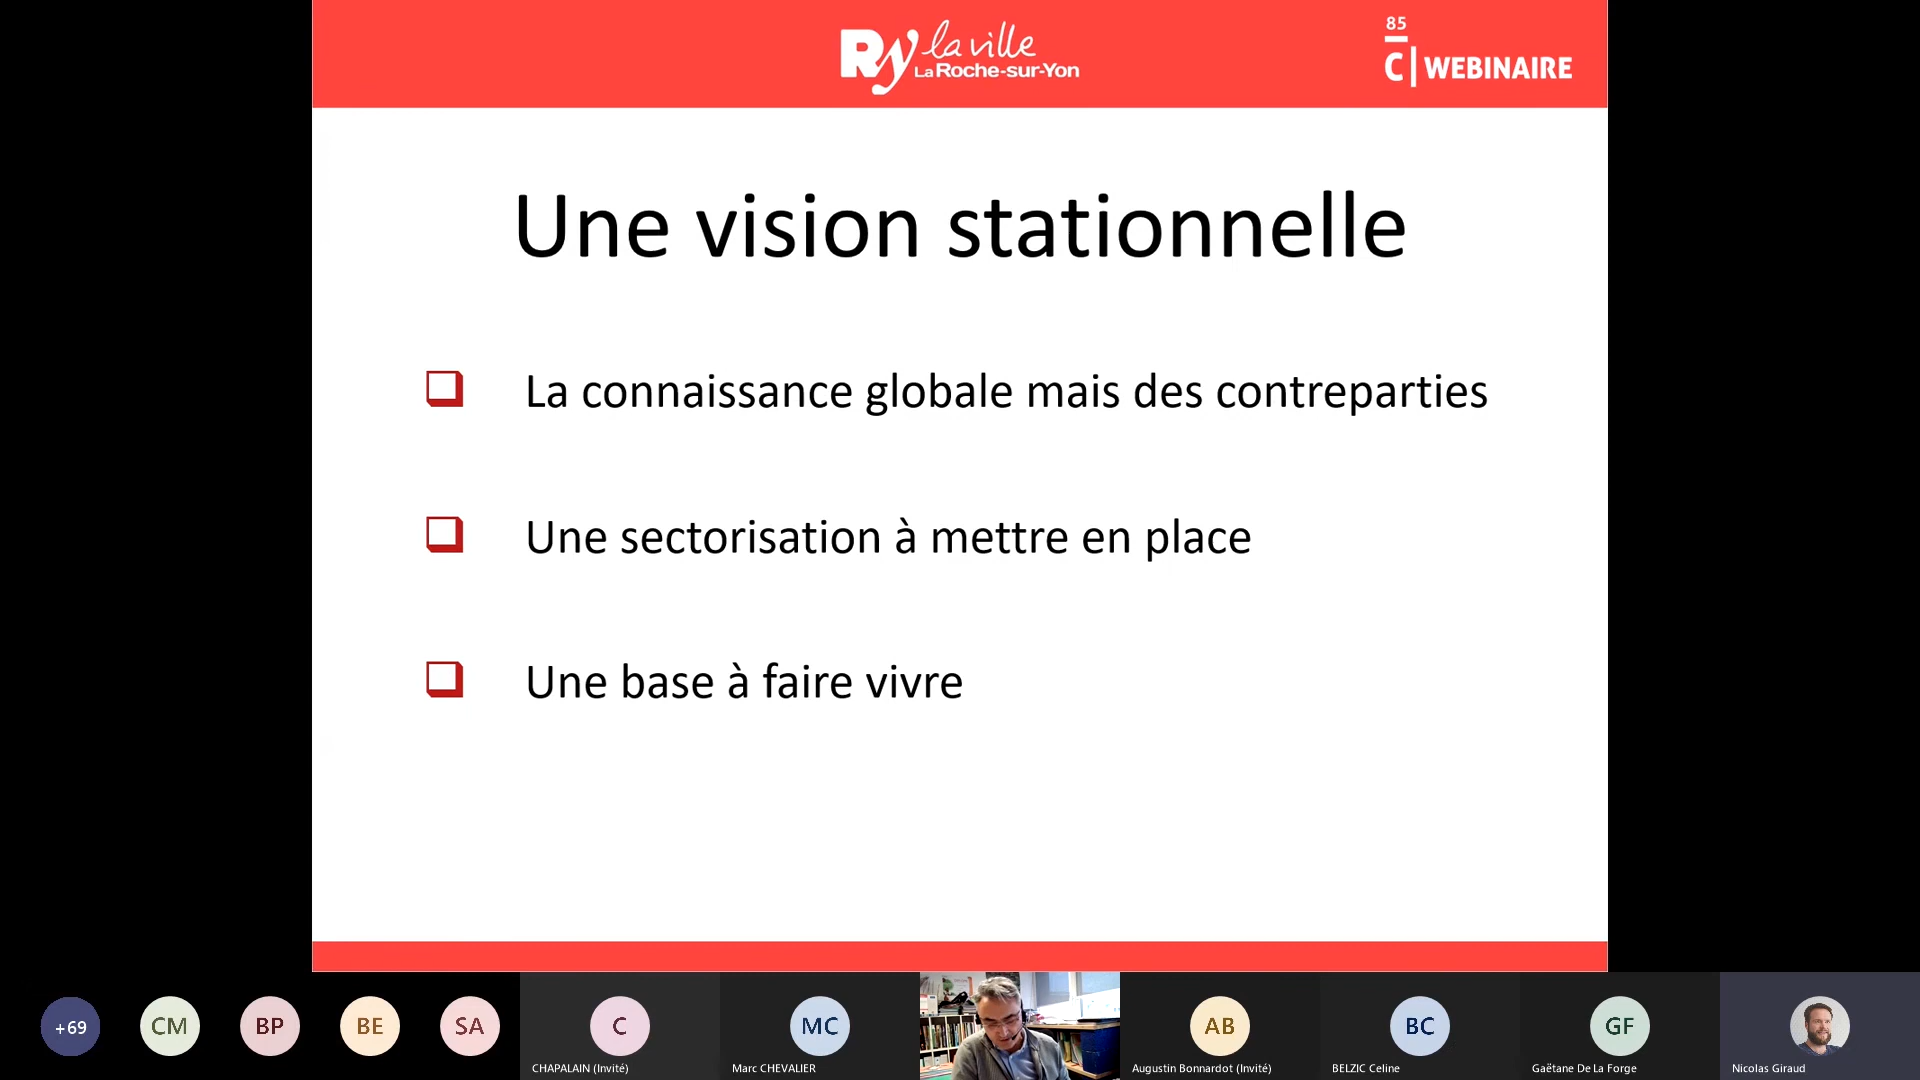 Ry la ville
La Roche-sur-Yon
85
C | WEBINAIRE
Une vision stationnelle
La connaissance globale mais des contreparties
Une sectorisation à mettre en place
Une base à faire vivre
+69
CM
BP
BE
SA
C
CHAPALAIN (Invité)
MC
Marc CHEVALIER
AB
Augustin Bonnardot (Invité)
BC
BELZIC Celine
GF
Gaëtane De La Forge
Nicolas Giraud